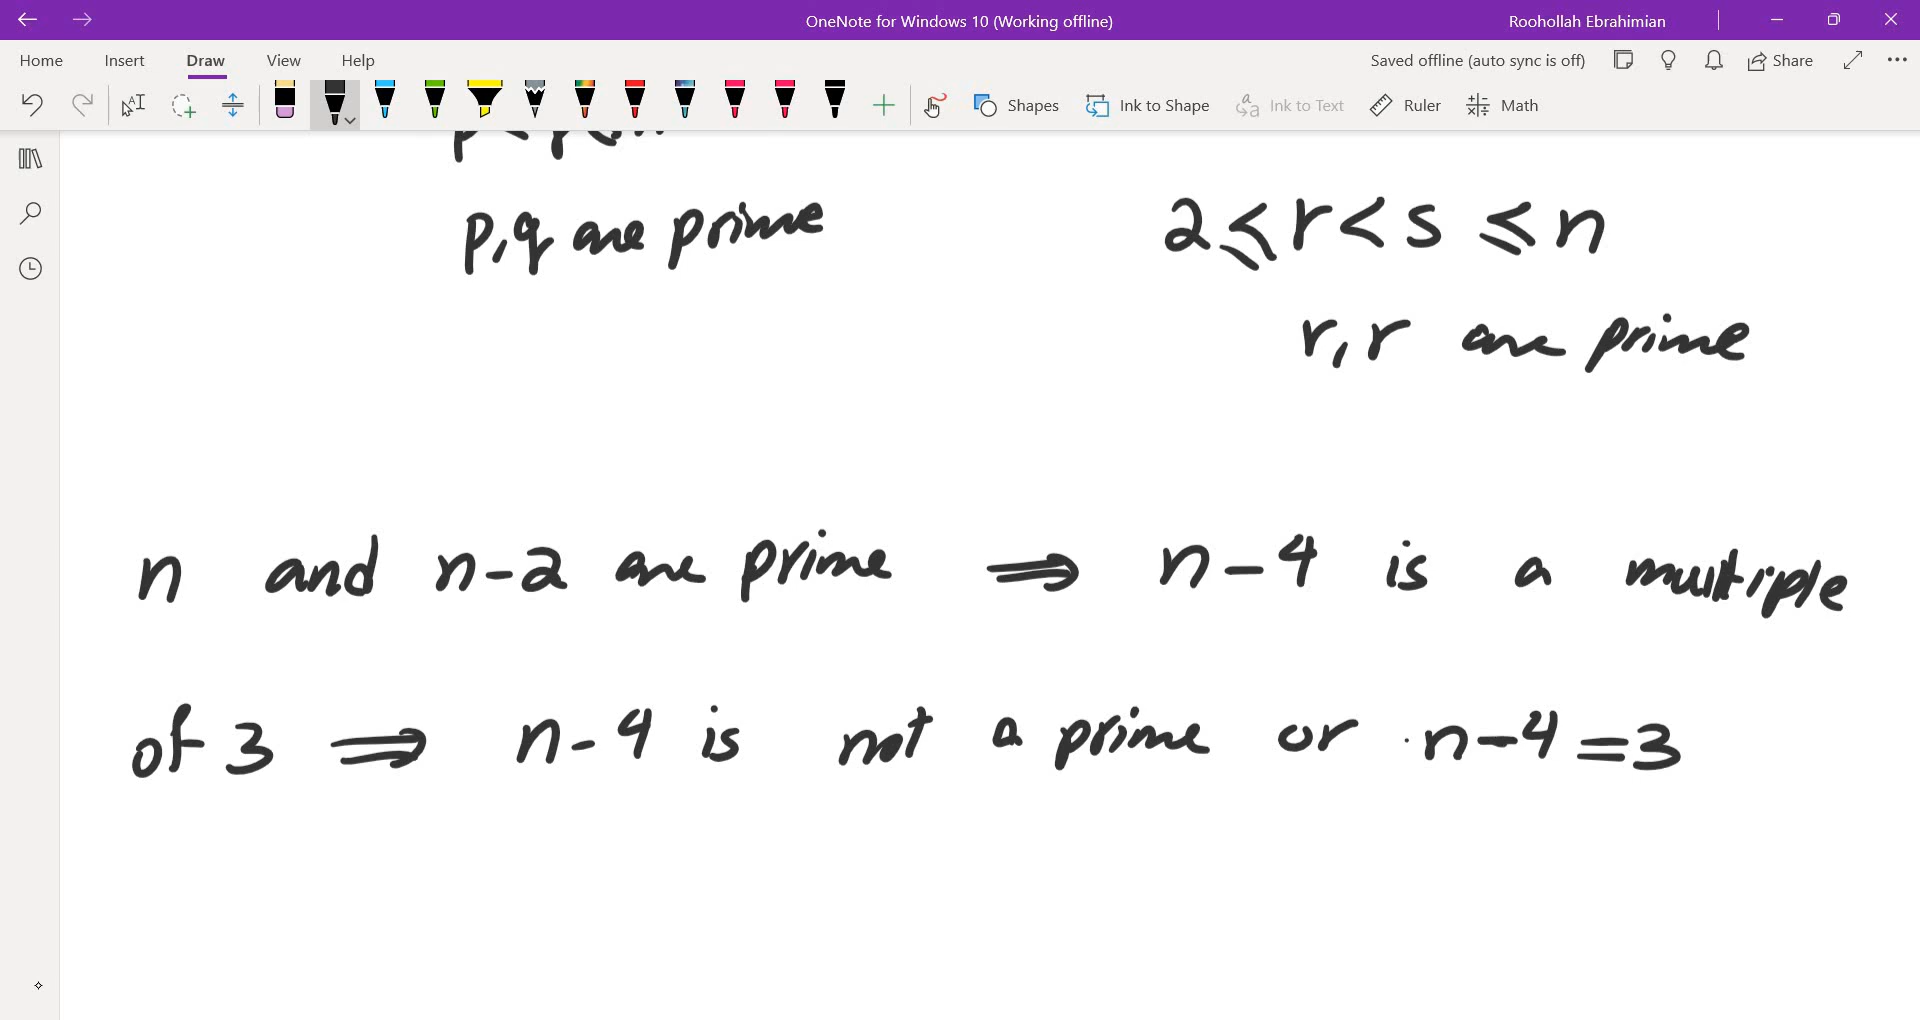 OneNote for Windows 10 (Working offline)
Roohollah Ebrahimian
Home Insert Draw View Help
Saved offline (auto sync is off) Share
Shapes Ink to Shape Ink to Text Ruler Math
p, q are prime
2 ≤ r < s ≤ n
r, r are prime
n and n-2 are prime ⟹ n-4 is a multiple
of 3 ⟹ n-4 is not a prime or n-4=3